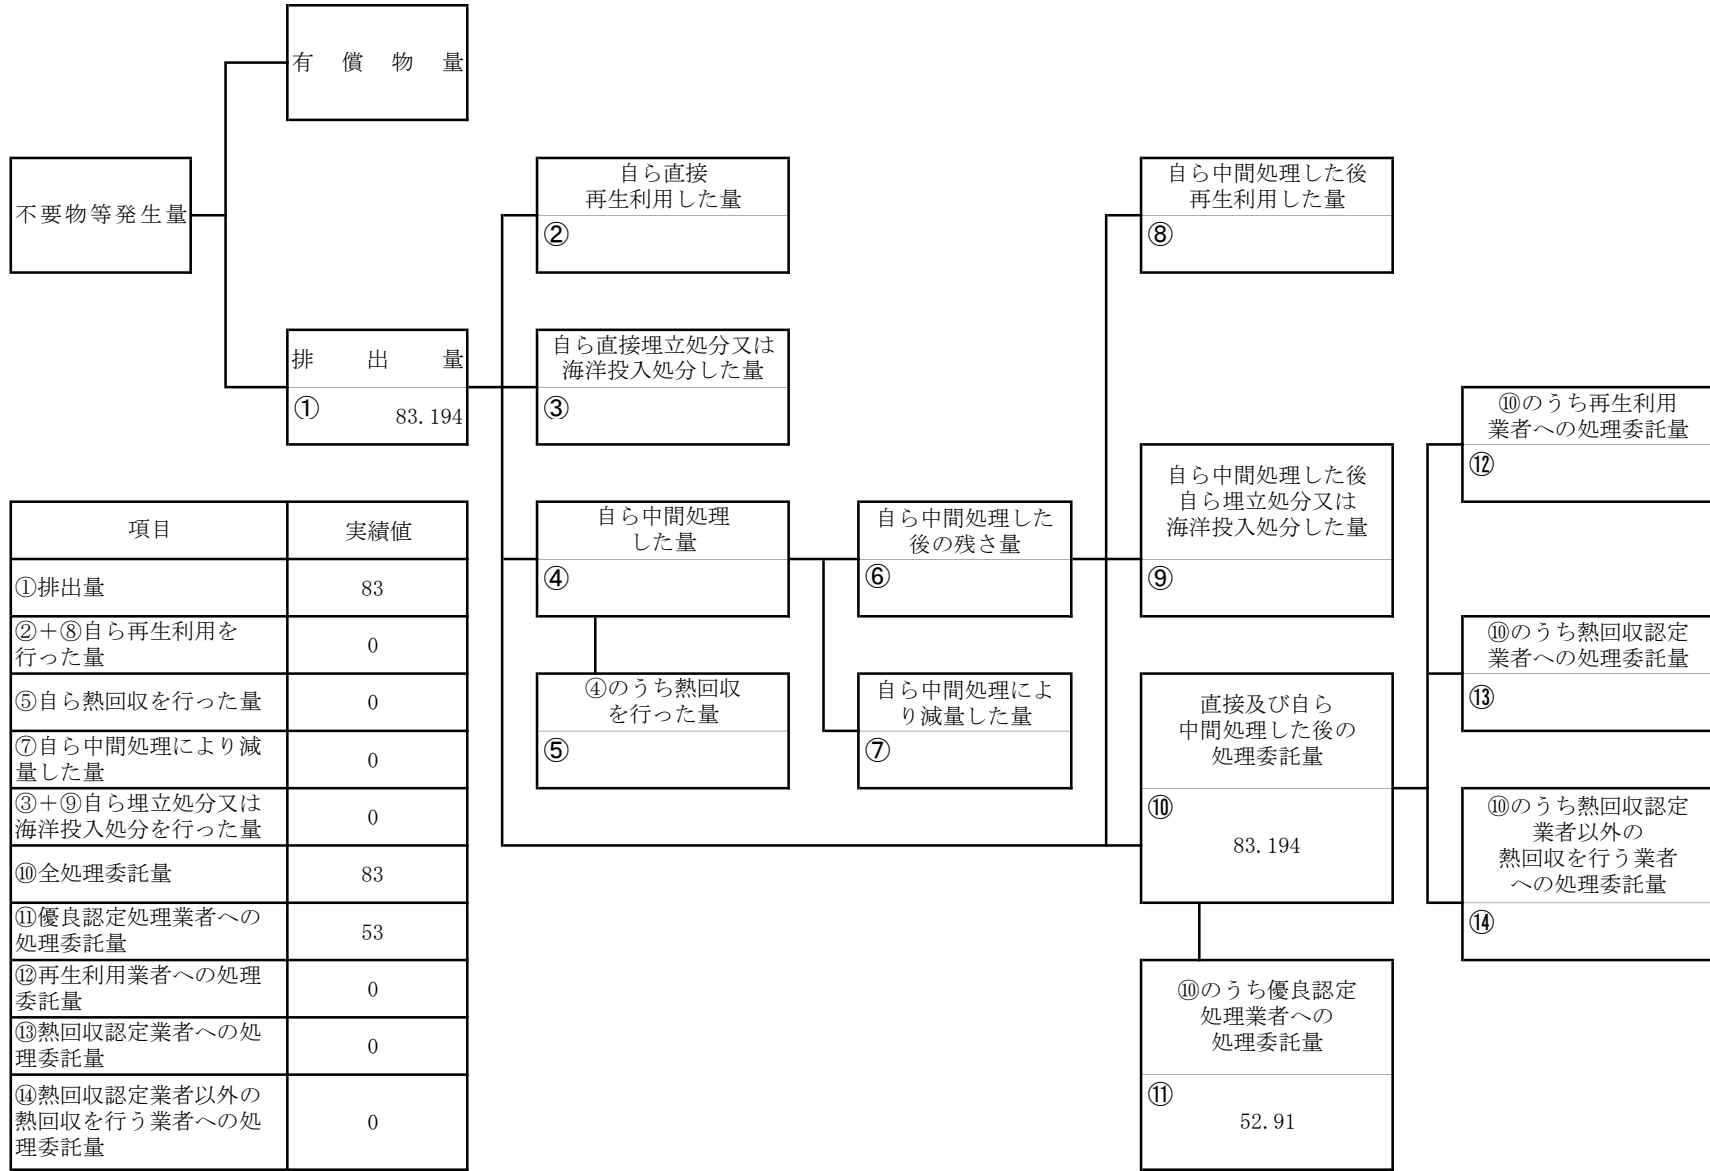 有償物量
不要物等発生量
排出量
① 83.194
自ら直接
再生利用した量
②
自ら直接埋立処分又は
海洋投入処分した量
③
自ら中間処理
した量
④
④のうち熱回収
を行った量
⑤
自ら中間処理した
後の残さ量
⑥
自ら中間処理によ
り減量した量
⑦
自ら中間処理した後
再生利用した量
⑧
自ら中間処理した後
自ら埋立処分又は
海洋投入処分した量
⑨
直接及び自ら
中間処理した後の
処理委託量
⑩
83.194
⑩のうち優良認定
処理業者への
処理委託量
⑪
52.91
⑩のうち再生利用
業者への処理委託量
⑫
⑩のうち熱回収認定
業者への処理委託量
⑬
⑩のうち熱回収認定
業者以外の
熱回収を行う業者
への処理委託量
⑭
項目 実績値
①排出量 83
②+⑧自ら再生利用を
行った量 0
⑤自ら熱回収を行った量 0
⑦自ら中間処理により減
量した量 0
③+⑨自ら埋立処分又は
海洋投入処分を行った量 0
⑩全処理委託量 83
⑪優良認定処理業者への
処理委託量 53
⑫再生利用業者への処理
委託量 0
⑬熱回収認定業者への処
理委託量 0
⑭熱回収認定業者以外の
熱回収を行う業者への処
理委託量 0